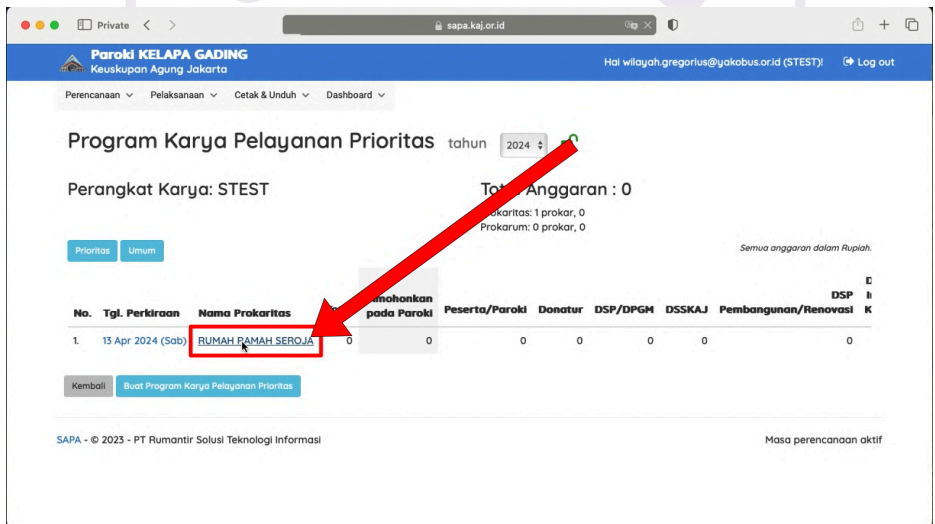 Private
sapa.kaj.or.id
Paroki KELAPA GADING
Keuskupan Agung Jakarta
Hai wilayah.gregorius@yakobus.or.id (STEST)!
Log out
Perencanaan
Pelaksanaan
Cetak & Unduh
Dashboard
Program Karya Pelayanan Prioritas tahun 2024
Perangkat Karya: STEST
Anggaran : 0
1 prokar, 0
Prokarum: 0 prokar, 0
Prioritas
Umum
Semua anggaran dalam Rupiah.
No.
Tgl. Perkiraan
Nama Prokaritas
pada Paroki
Peserta/Paroki
Donatur
DSP/DPGM
DSSKAJ
DSP
Pembangunan/Renovasi
1.
13 Apr 2024 (Sab)
RUMAH RAMAH SEROJA
0
0
0
0
0
0
0
Kembali
Buat Program Karya Pelayanan Prioritas
SAPA - © 2023 - PT Rumantir Solusi Teknologi Informasi
Masa perencanaan aktif